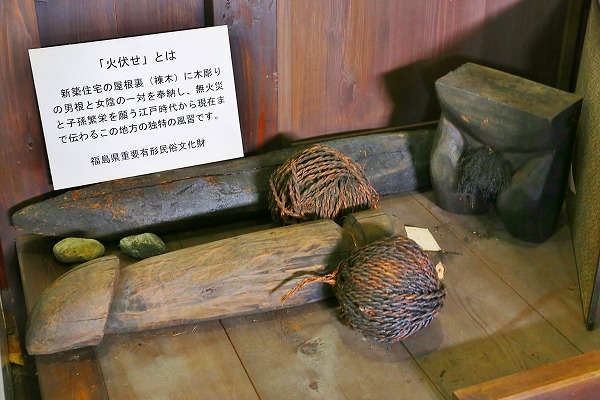 「火伏せ」とは
新築住宅の屋根裏（棟木）に木彫り
の男根と女陰の一対を奉納し、無火災
と子孫繁栄を願う江戸時代から現在ま
で伝わるこの地方の独特の風習です。
福島県重要有形民俗文化財